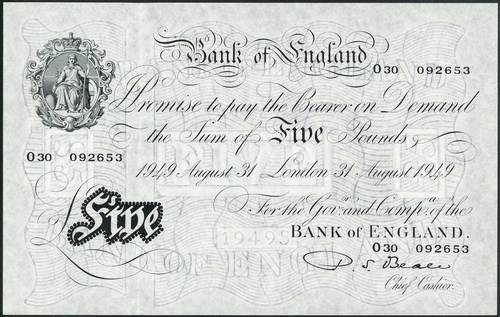 Bank of England
O30 092653
I Promise to pay the Bearer on Demand
the Sum of Five Pounds
O30 092653
1949 August 31 London 31 August 1949
Five
For the Govr. and Compa. of the
BANK OF ENGLAND.
O30 092653
P. S. Beale
Chief Cashier.